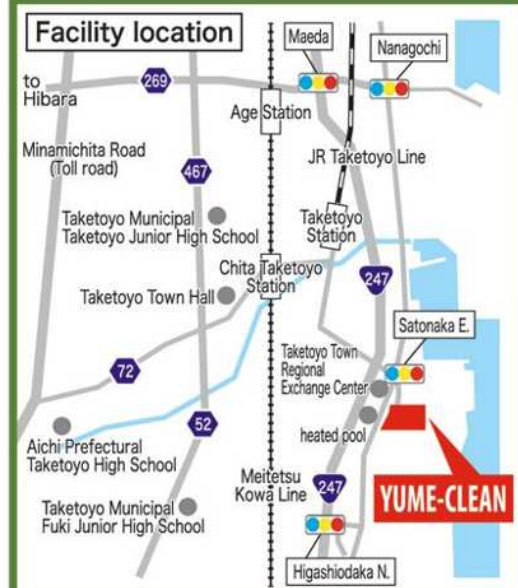 Facility location
Maeda
Nanagochi
to
Hibara
269
Age Station
Minamichita Road
(Toll road)
JR Taketoyo Line
467
Taketoyo Municipal
Taketoyo Junior High School
Taketoyo
Station
Chita Taketoyo
Station
247
Taketoyo Town Hall
Satonaka E.
Taketoyo Town
Regional
Exchange Center
72
52
heated pool
Aichi Prefectural
Taketoyo High School
Meitetsu
Kowa Line
247
YUME-CLEAN
Taketoyo Municipal
Fuki Junior High School
Higashiodaka N.